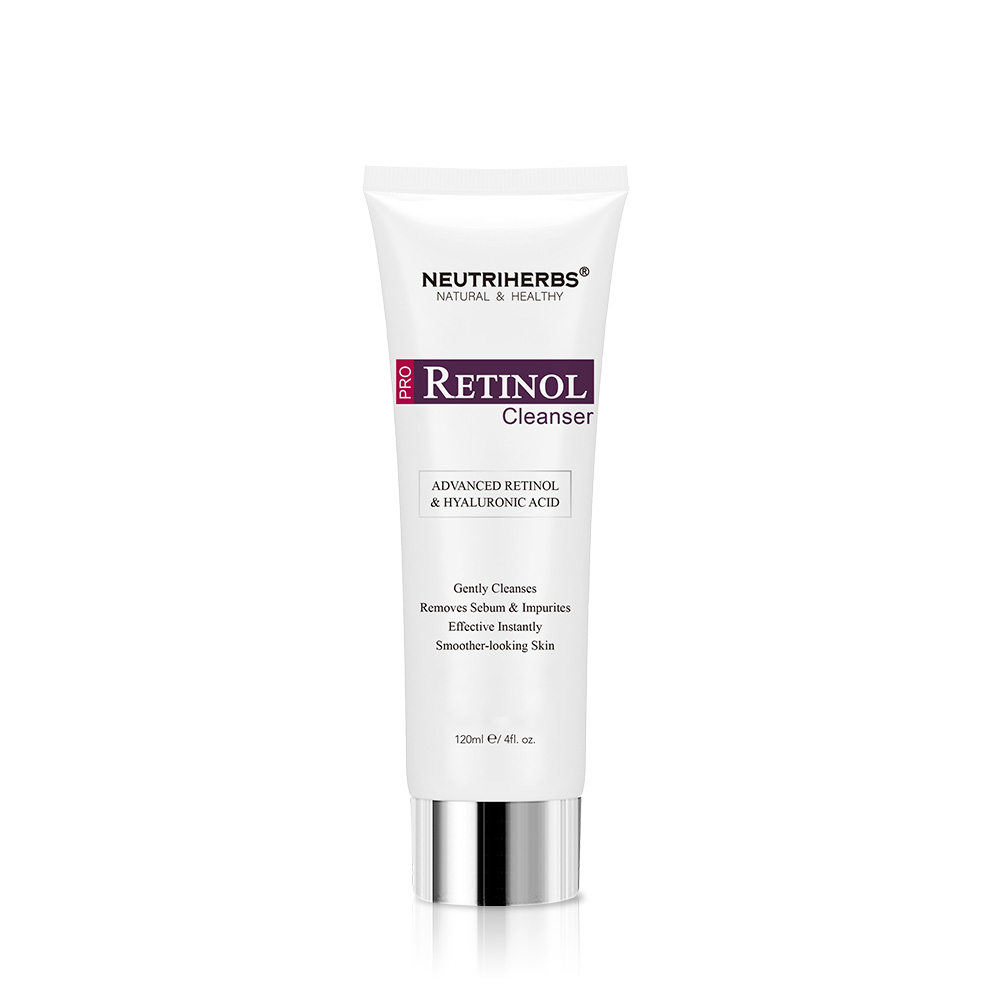 NEUTRIHERBS®
NATURAL & HEALTHY
PRO
RETINOL
Cleanser
ADVANCED RETINOL
& HYALURONIC ACID
Gently Cleanses
Removes Sebum & Impurites
Effective Instantly
Smoother-looking Skin
120ml ℮/ 4fl. oz.